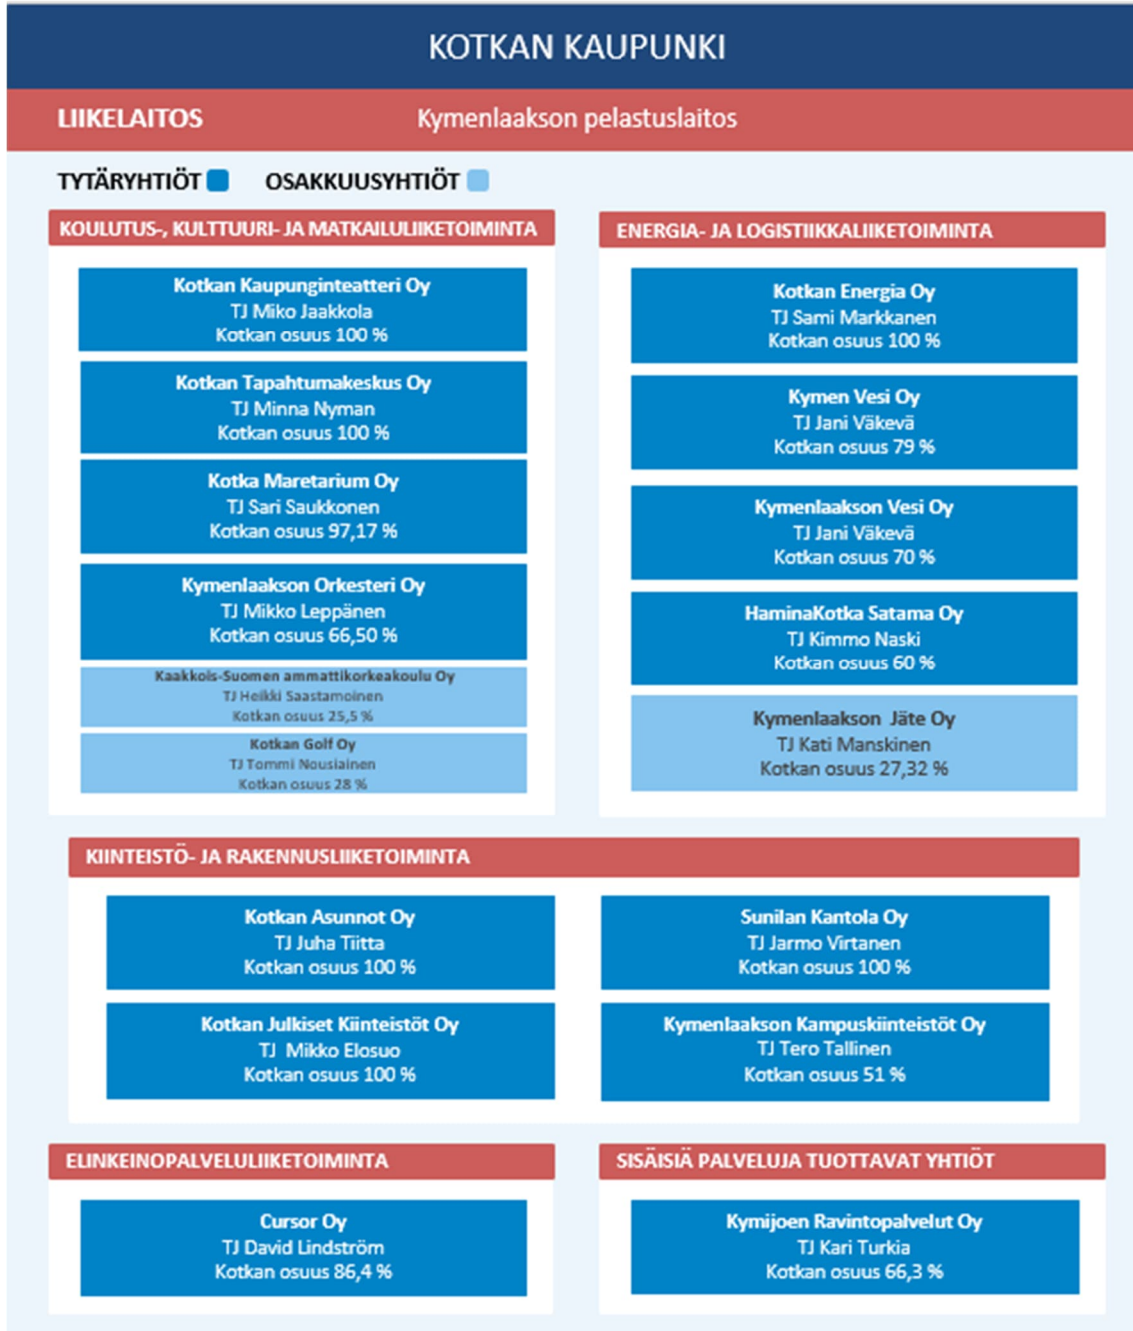 KOTKAN KAUPUNKI
LIIKELAITOS Kymenlaakson pelastuslaitos
TYTÄRYHTIÖT OSAKKUUSYHTIÖT
KOULUTUS-, KULTTUURI- JA MATKAILULIIKETOIMINTA
Kotkan Kaupunginteatteri Oy
TJ Miko Jaakkola
Kotkan osuus 100 %
Kotkan Tapahtumakeskus Oy
TJ Minna Nyman
Kotkan osuus 100 %
Kotka Maretarium Oy
TJ Sari Saukkonen
Kotkan osuus 97,17 %
Kymenlaakson Orkesteri Oy
TJ Mikko Leppänen
Kotkan osuus 66,50 %
Kaakkois-Suomen ammattikorkeakoulu Oy
TJ Heikki Saastamoinen
Kotkan osuus 25,5 %
Kotkan Golf Oy
TJ Tommi Nousiainen
Kotkan osuus 28 %
ENERGIA- JA LOGISTIIKKALIIKETOIMINTA
Kotkan Energia Oy
TJ Sami Markkanen
Kotkan osuus 100 %
Kymen Vesi Oy
TJ Jani Väkevä
Kotkan osuus 79 %
Kymenlaakson Vesi Oy
TJ Jani Väkevä
Kotkan osuus 70 %
HaminaKotka Satama Oy
TJ Kimmo Naski
Kotkan osuus 60 %
Kymenlaakson Jäte Oy
TJ Kati Manskinen
Kotkan osuus 27,32 %
KIINTEISTÖ- JA RAKENNUSLIIKETOIMINTA
Kotkan Asunnot Oy
TJ Juha Tiitta
Kotkan osuus 100 %
Kotkan Julkiset Kiinteistöt Oy
TJ Mikko Elosuo
Kotkan osuus 100 %
Sunilan Kantola Oy
TJ Jarmo Virtanen
Kotkan osuus 100 %
Kymenlaakson Kampuskiinteistöt Oy
TJ Tero Tallinen
Kotkan osuus 51 %
ELINKEINOPALVELULIIKETOIMINTA
Cursor Oy
TJ David Lindström
Kotkan osuus 86,4 %
SISÄISIÄ PALVELUJA TUOTTAVAT YHTIÖT
Kymijoen Ravintopalvelut Oy
TJ Kari Turkia
Kotkan osuus 66,3 %